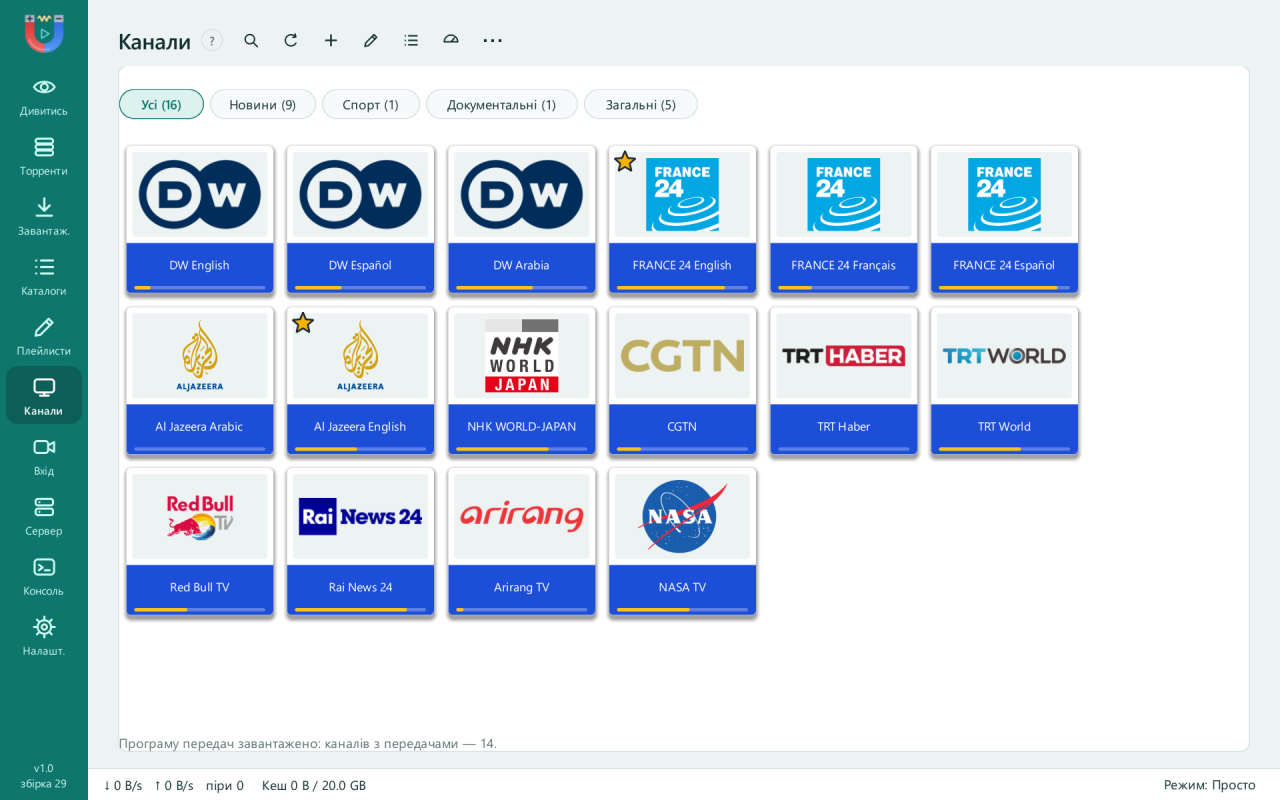 Канали ?
Усі (16) Новини (9) Спорт (1) Документальні (1) Загальні (5)
Дивитись
Торренти
Завантаж.
Каталоги
Плейлисти
Канали
Вхід
Сервер
Консоль
Налашт.
v1.0
збірка 29
DW DW DW FRANCE 24 FRANCE 24 FRANCE 24
DW English DW Español DW Arabia FRANCE 24 English FRANCE 24 Français FRANCE 24 Español
ALJAZEERA ALJAZEERA NHK WORLD JAPAN CGTN TRT HABER TRT WORLD
Al Jazeera Arabic Al Jazeera English NHK WORLD-JAPAN CGTN TRT Haber TRT World
Red Bull TV Rai News 24 arirang NASA
Red Bull TV Rai News 24 Arirang TV NASA TV
Програму передач завантажено: каналів з передачами — 14.
↓ 0 B/s ↑ 0 B/s піри 0 Кеш 0 B / 20.0 GB Режим: Просто